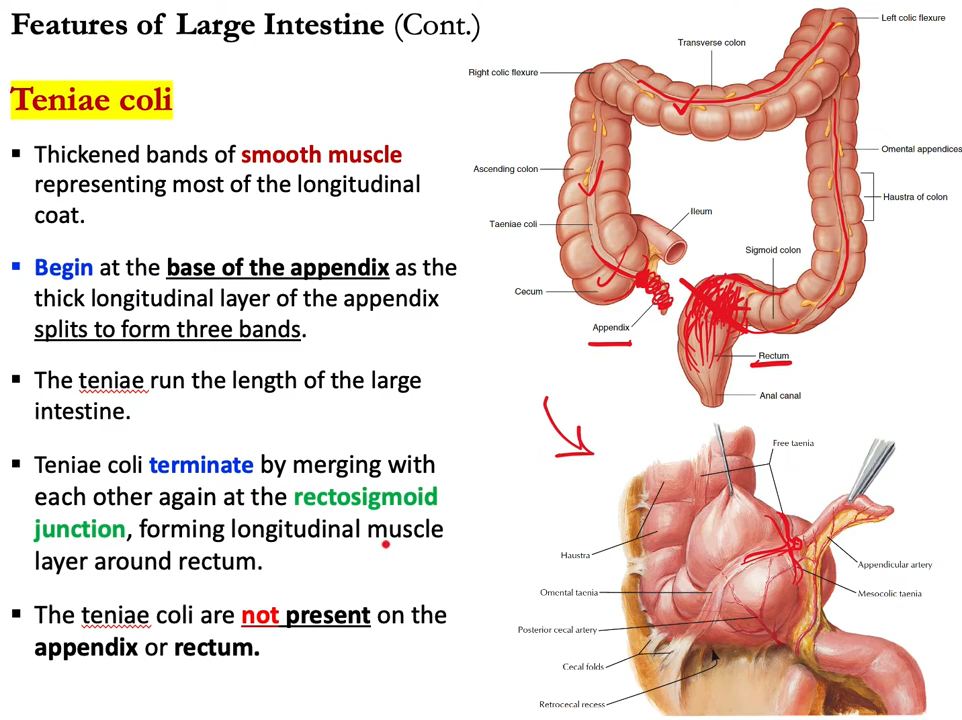 Features of Large Intestine (Cont.)
Teniae coli
▪ Thickened bands of smooth muscle
representing most of the longitudinal
coat.
▪ Begin at the base of the appendix as the
thick longitudinal layer of the appendix
splits to form three bands.
▪ The teniae run the length of the large
intestine.
▪ Teniae coli terminate by merging with
each other again at the rectosigmoid
junction, forming longitudinal muscle
layer around rectum.
▪ The teniae coli are not present on the
appendix or rectum.
Left colic flexure
Transverse colon
Right colic flexure
Omental appendices
Ascending colon
Haustra of colon
Ileum
Taeniae coli
Sigmoid colon
Cecum
Appendix
Rectum
Anal canal
Free taenia
Haustra
Appendicular artery
Omental taenia
Mesocolic taenia
Posterior cecal artery
Cecal folds
Retrocecal recess